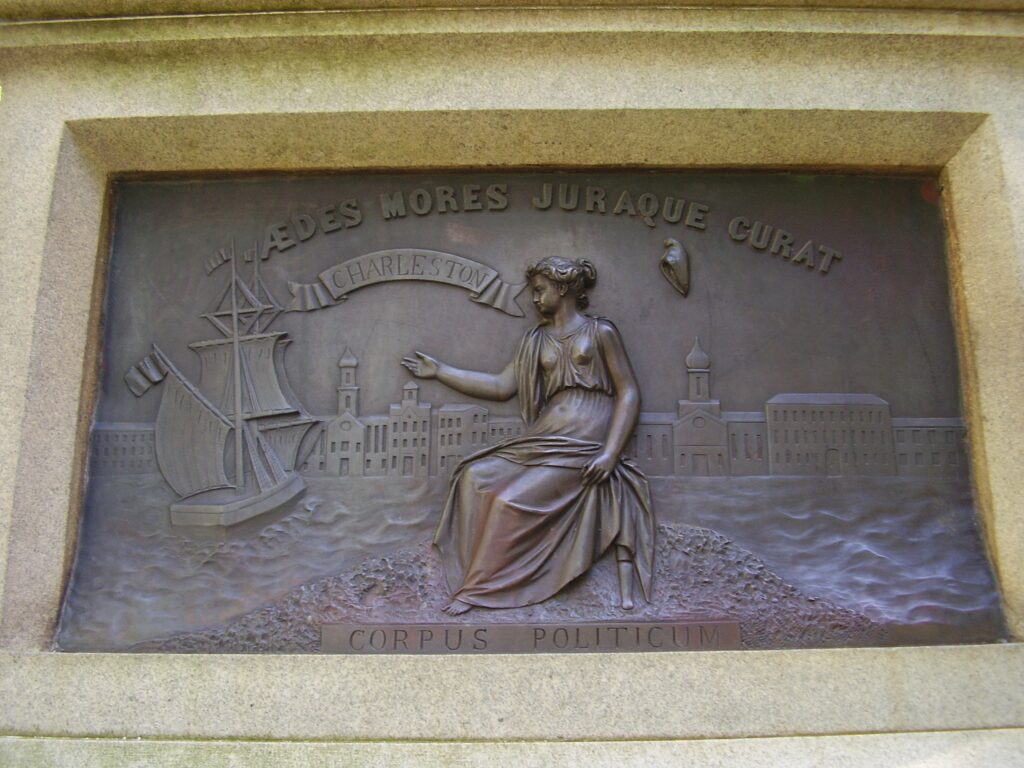 ÆDES MORES JURAQUE CURAT
CHARLESTON
CORPUS POLITICUM